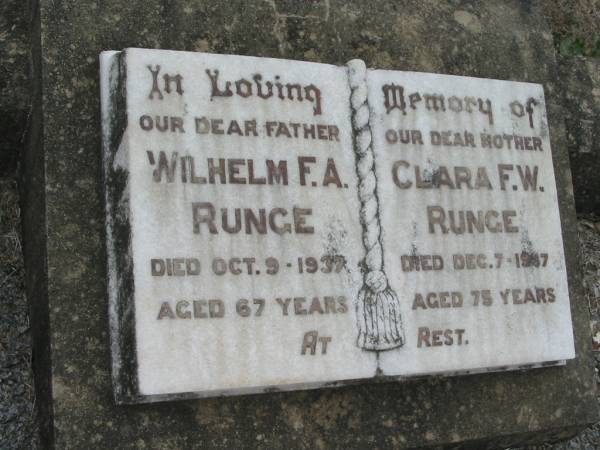 In Loving Memory of
OUR DEAR FATHER
WILHELM F.A.
RUNGE
DIED OCT. 9 - 1937
AGED 67 YEARS
OUR DEAR MOTHER
CLARA F.W.
RUNGE
DIED DEC. 7 - 1947
AGED 75 YEARS
AT REST.